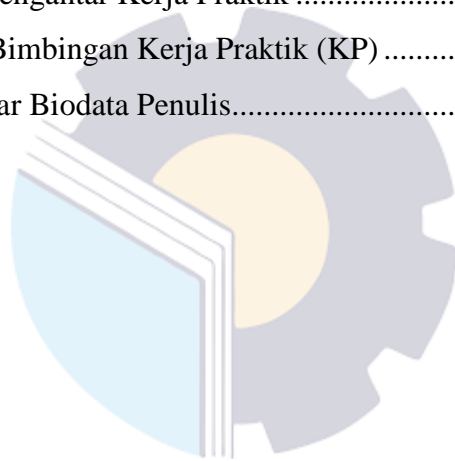 engantar Kerja Praktik ......................
Bimbingan Kerja Praktik (KP) ..........
ar Biodata Penulis...........................